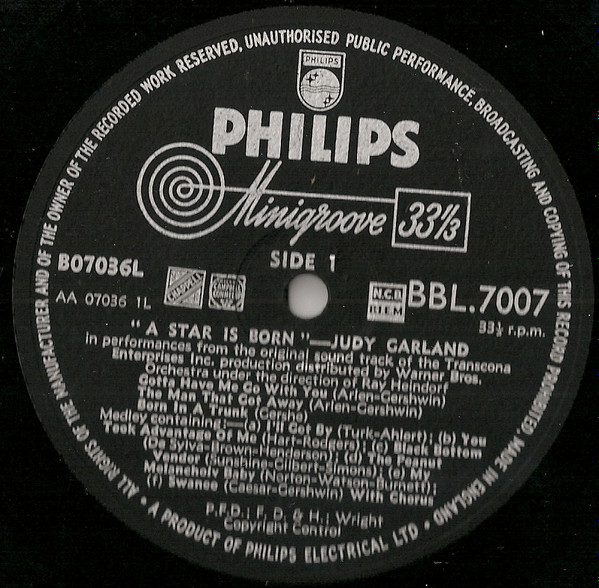 ALL RIGHTS OF THE MANUFACTURER AND OF THE OWNER OF THE RECORDED WORK RESERVED, UNAUTHORISED PUBLIC PERFORMANCE, BROADCASTING AND COPYING OF THIS RECORD PROHIBITED MADE IN ENGLAND
PHILIPS
PHILIPS
Minigroove 33⅓
SIDE 1
B07036L
AA 07036 1L
CHAPPELL
N.C.B.
B I E M
BBL.7007
33⅓ r.p.m.
"A STAR IS BORN"—JUDY GARLAND
in performances from the original sound track of the Transcona
Enterprises Inc. production distributed by Warner Bros.
Orchestra under the direction of Ray Heindorf
Gotta Have Me Go With You (Arlen-Gershwin)
The Man That Got Away (Arlen-Gershwin)
Born In A Trunk (Gershe)
Medley containing:—(a) I'll Get By (Turk-Ahlert); (b) You
Took Advantage Of Me (Hart-Rodgers); (c) Black Bottom
(De Sylva-Brown-Henderson); (d) The Peanut
Vendor (Sunshine-Gilbert-Simons); (e) My
Melancholy Baby (Norton-Watson-Burnett);
(f) Swanee (Caesar-Gershwin) With Chorus
P.F.D.; F. D. & H.; Wright
Copyright Control
• A PRODUCT OF PHILIPS ELECTRICAL LTD •